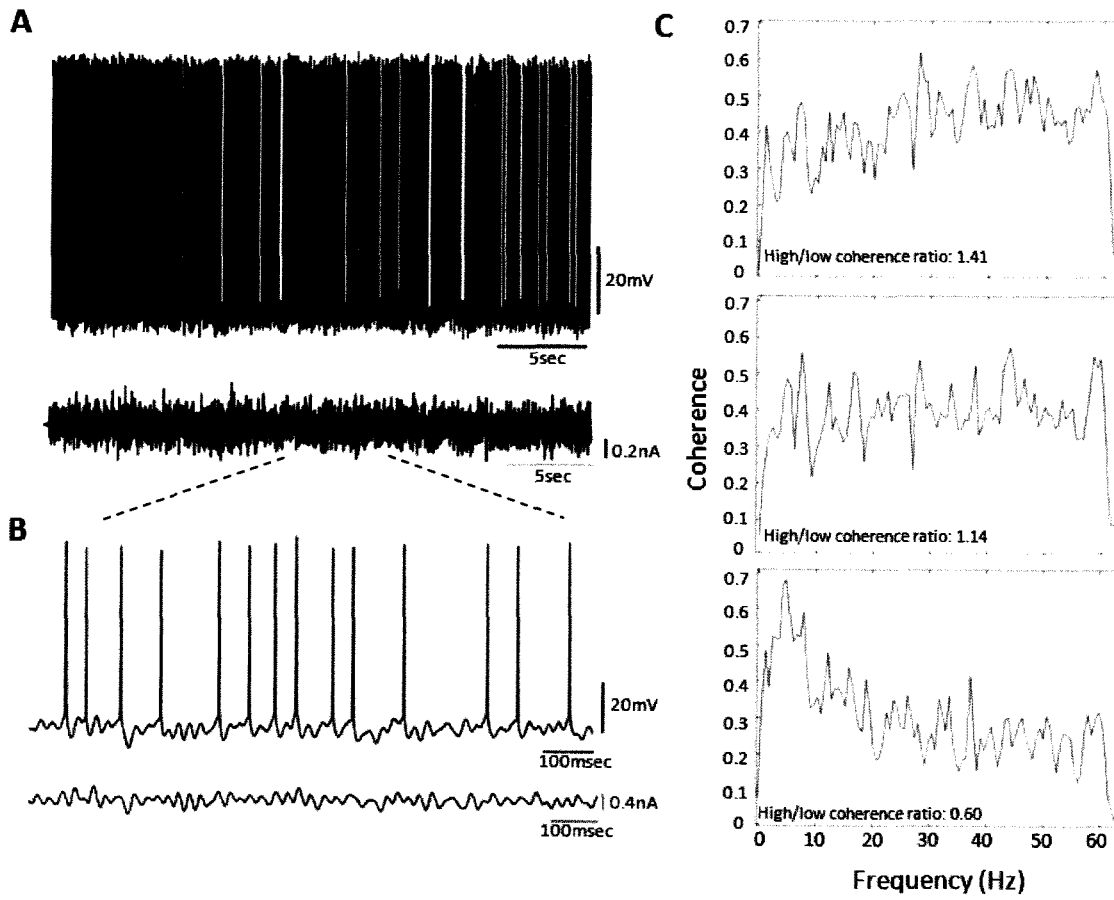 A
20mV
5sec
0.2nA
5sec
B
20mV
100msec
0.4nA
100msec
C
Coherence
0.7
0.6
0.5
0.4
0.3
0.2
0.1
0
High/low coherence ratio: 1.41
0.7
0.6
0.5
0.4
0.3
0.2
0.1
0
High/low coherence ratio: 1.14
0.7
0.6
0.5
0.4
0.3
0.2
0.1
0
High/low coherence ratio: 0.60
0 10 20 30 40 50 60
Frequency (Hz)